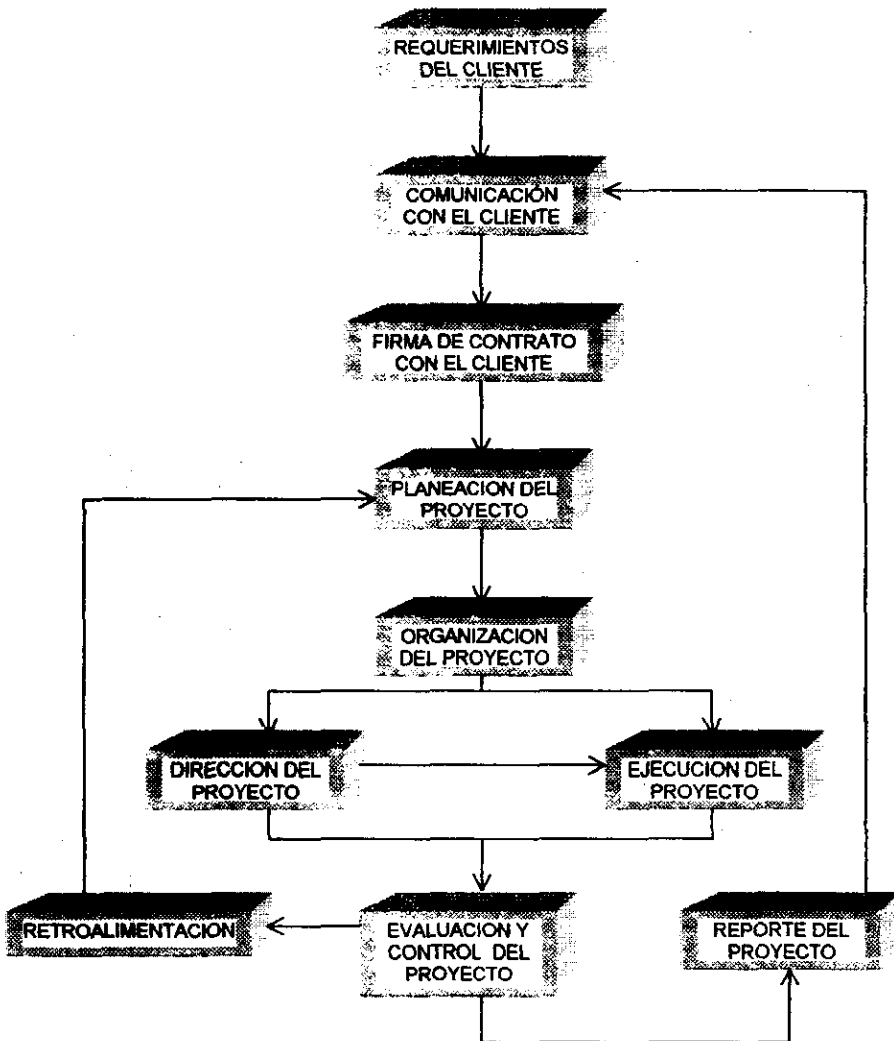 REQUERIMIENTOS
DEL CLIENTE
COMUNICACIÓN
CON EL CLIENTE
FIRMA DE CONTRATO
CON EL CLIENTE
PLANEACION DEL
PROYECTO
ORGANIZACION
DEL PROYECTO
DIRECCION DEL
PROYECTO
EJECUCION DEL
PROYECTO
RETROALIMENTACION
EVALUACION Y
CONTROL DEL
PROYECTO
REPORTE DEL
PROYECTO